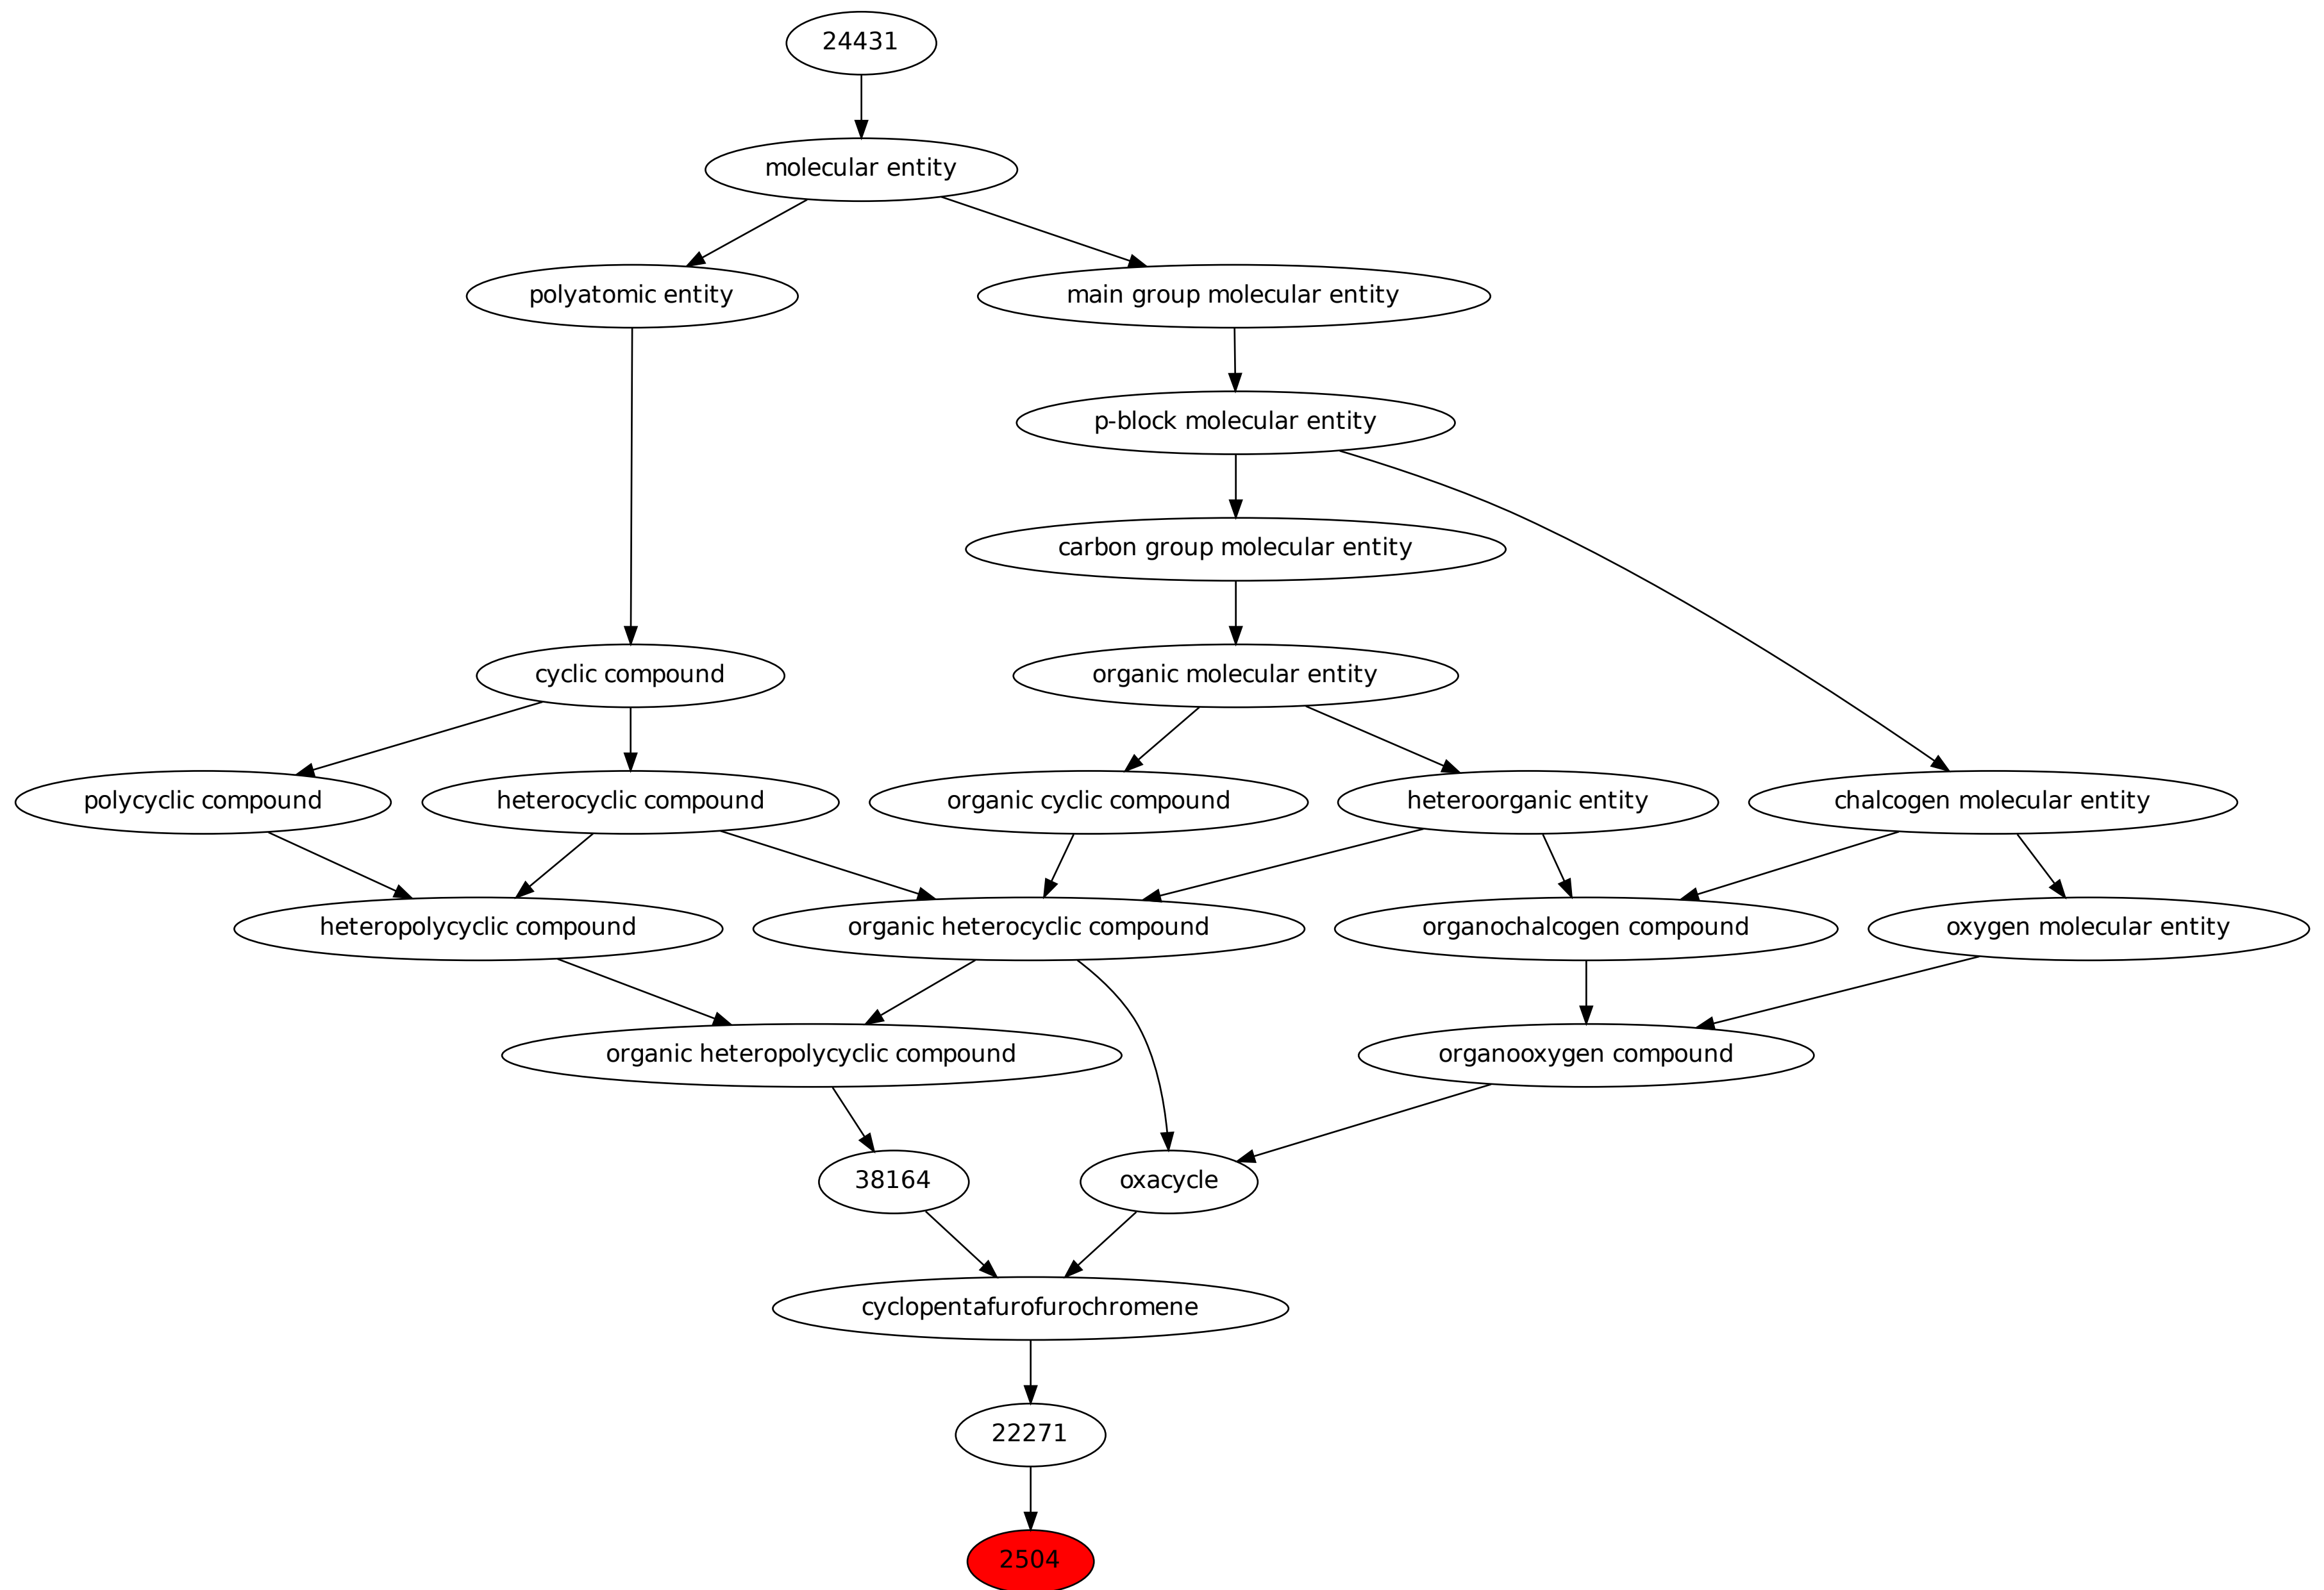 24431
molecular entity
polyatomic entity
main group molecular entity
p-block molecular entity
carbon group molecular entity
cyclic compound
organic molecular entity
polycyclic compound
heterocyclic compound
organic cyclic compound
heteroorganic entity
chalcogen molecular entity
heteropolycyclic compound
organic heterocyclic compound
organochalcogen compound
oxygen molecular entity
organic heteropolycyclic compound
organooxygen compound
38164
oxacycle
cyclopentafurofurochromene
22271
2504